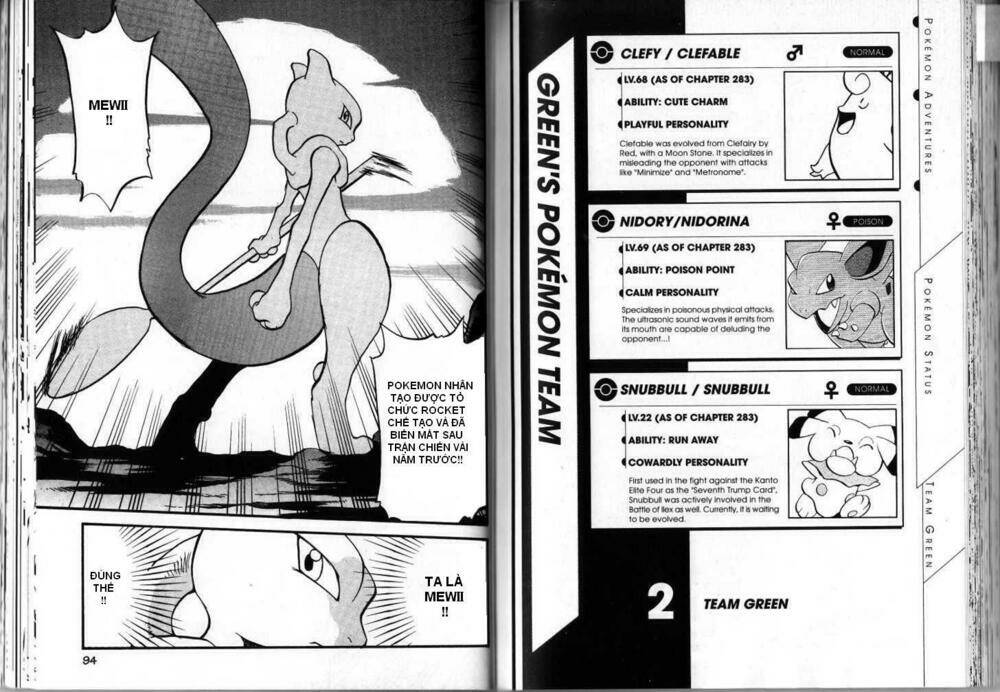 MEWII
!!
POKEMON NHÂN
TẠO ĐƯỢC TỔ
CHỨC ROCKET
CHẾ TẠO VÀ ĐÃ
BIẾN MẤT SAU
TRẬN CHIẾN VÀI
NĂM TRƯỚC!!
ĐÚNG
THẾ
!!
TA LÀ
MEWII
!!
94
GREEN'S POKÉMON TEAM
CLEFY / CLEFABLE ♂ NORMAL
LV.68 (AS OF CHAPTER 283)
ABILITY: CUTE CHARM
PLAYFUL PERSONALITY
Clefable was evolved from Clefairy by
Red, with a Moon Stone. It specializes in
misleading the opponent with attacks
like "Minimize" and "Metronome".
NIDORY/NIDORINA ♀ POISON
LV.69 (AS OF CHAPTER 283)
ABILITY: POISON POINT
CALM PERSONALITY
Specializes in poisonous physical attacks.
The ultrasonic sound waves it emits from
its mouth are capable of deluding the
opponent...!
SNUBBULL / SNUBBULL ♀ NORMAL
LV.22 (AS OF CHAPTER 283)
ABILITY: RUN AWAY
COWARDLY PERSONALITY
First used in the fight against the Kanto
Elite Four as the "Seventh Trump Card",
Snubbull was actively involved in the
Battle of Ilex as well. Currently, it is waiting
to be evolved.
2 TEAM GREEN
POKÉMON ADVENTURES
POKÉMON STATUS
TEAM GREEN